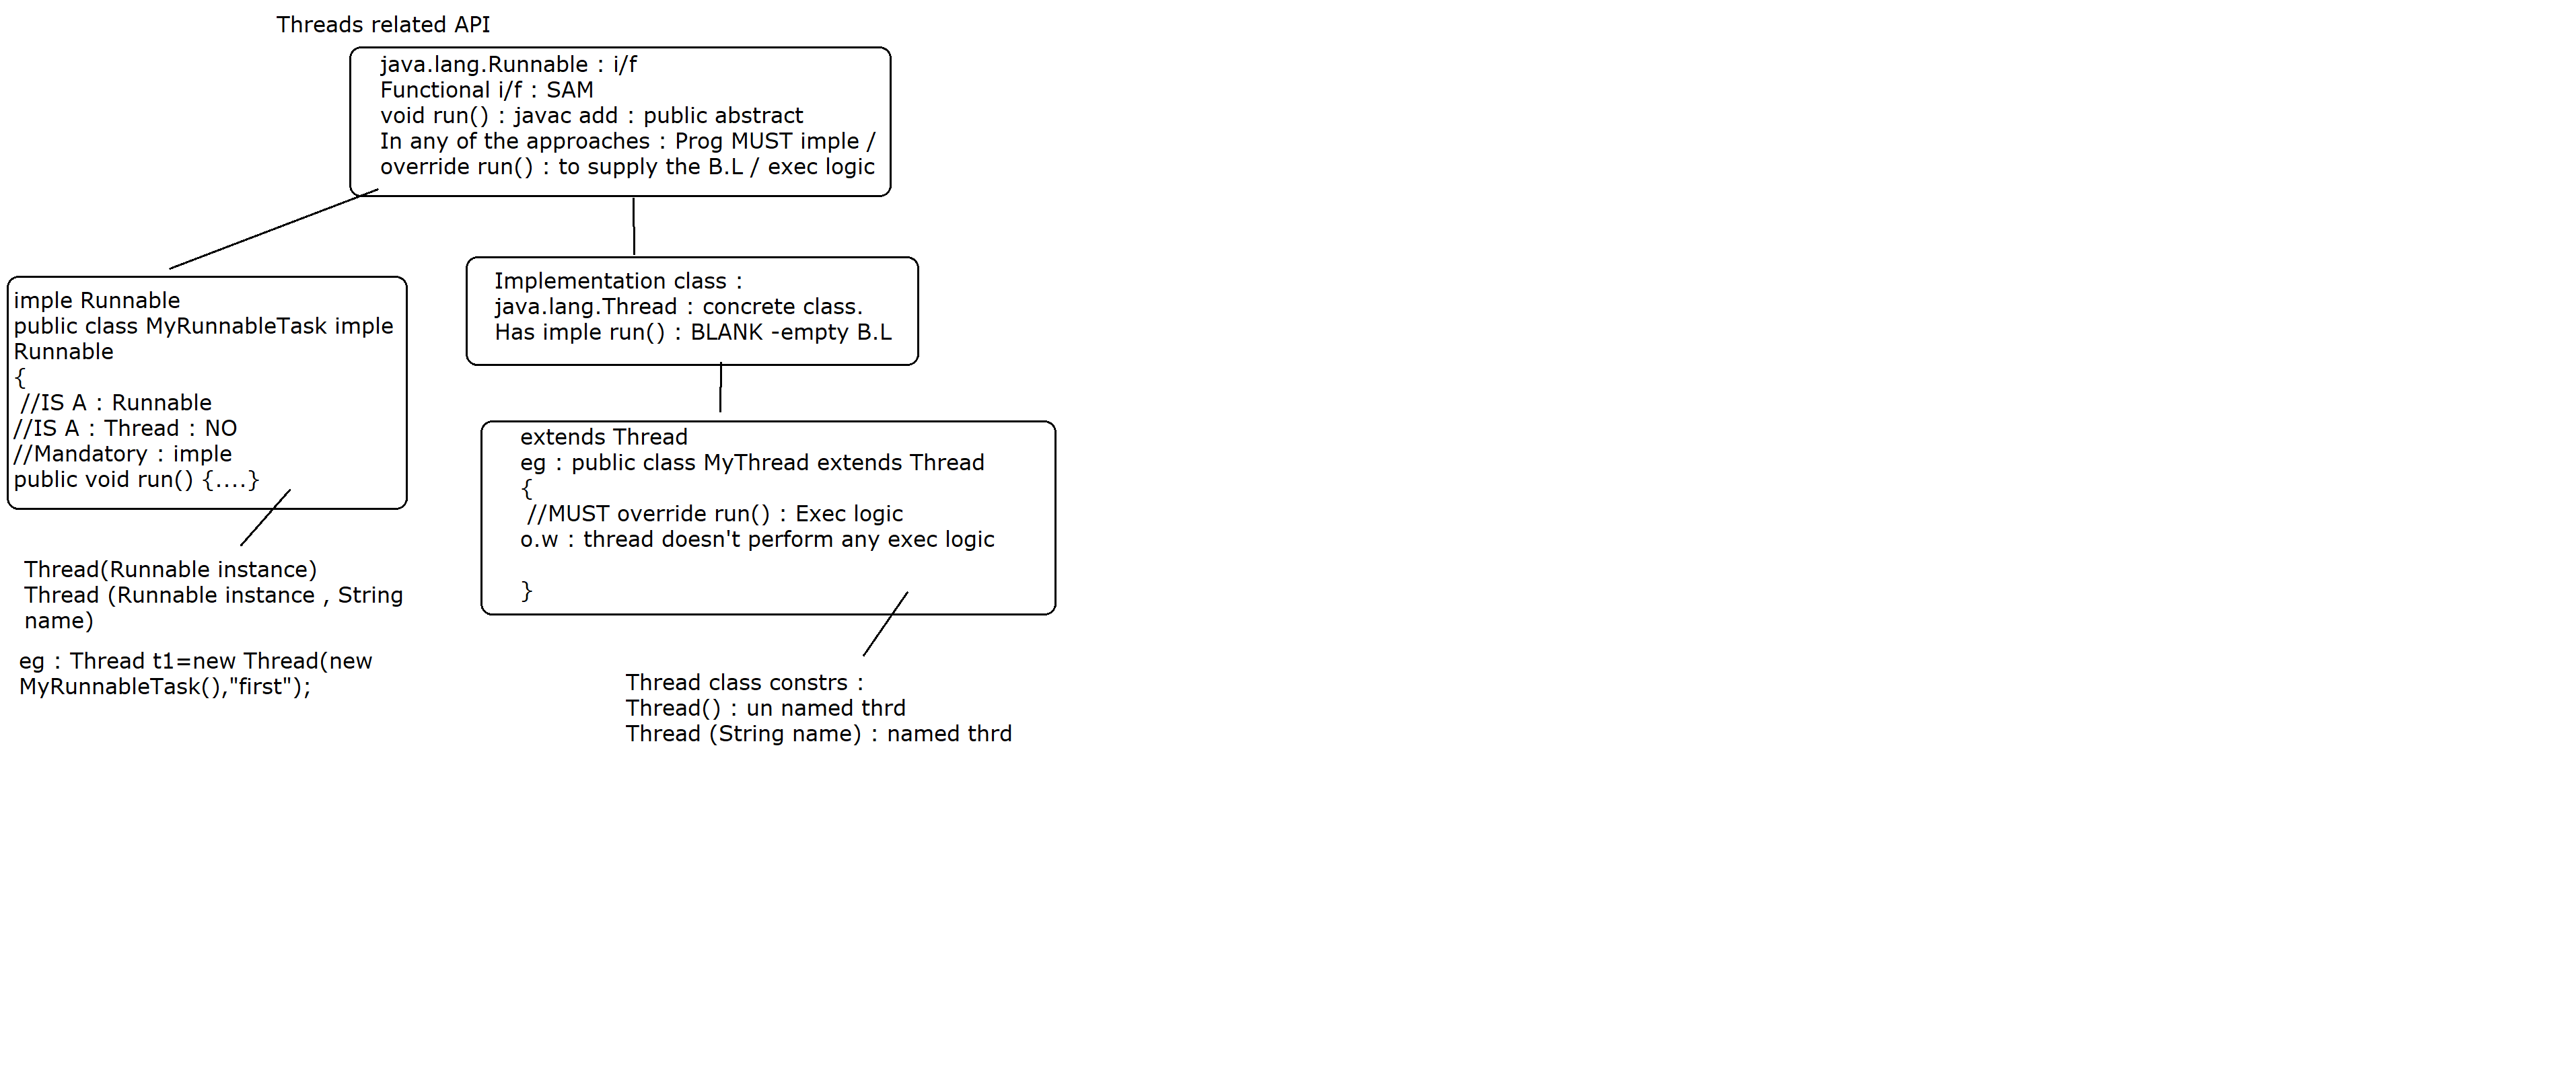 Threads related API
java.lang.Runnable : i/f
Functional i/f : SAM
void run() : javac add : public abstract
In any of the approaches : Prog MUST imple /
override run() : to supply the B.L / exec logic
imple Runnable
public class MyRunnableTask imple
Runnable
{
//IS A : Runnable
//IS A : Thread : NO
//Mandatory : imple
public void run() {....}
Thread(Runnable instance)
Thread (Runnable instance , String
name)
eg : Thread t1=new Thread(new
MyRunnableTask(),"first");
Implementation class :
java.lang.Thread : concrete class.
Has imple run() : BLANK -empty B.L
extends Thread
eg : public class MyThread extends Thread
{
//MUST override run() : Exec logic
o.w : thread doesn't perform any exec logic
}
Thread class constrs :
Thread() : un named thrd
Thread (String name) : named thrd